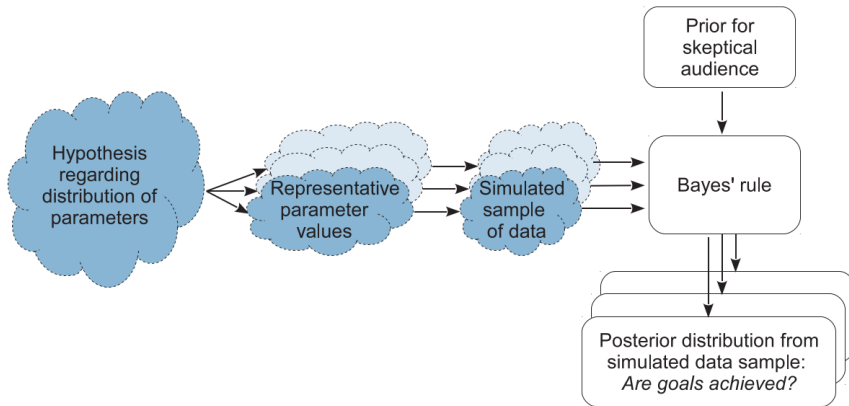 Prior for
skeptical
audience
Hypothesis
regarding
distribution of
parameters
Representative
parameter
values
Simulated
sample
of data
Bayes' rule
Posterior distribution from
simulated data sample:
Are goals achieved?